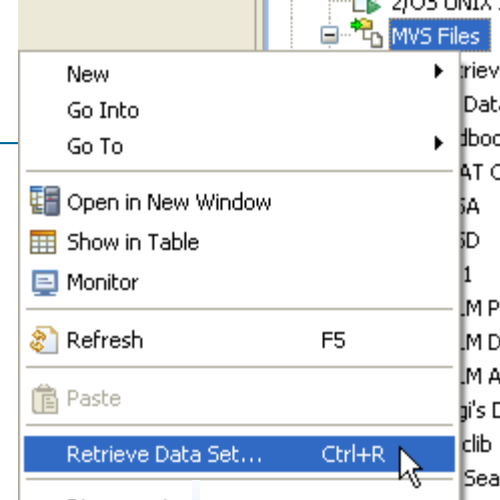 z/OS UNIX
MVS Files
New
Go Into
Go To
Open in New Window
Show in Table
Monitor
Refresh F5
Paste
Retrieve Data Set... Ctrl+R